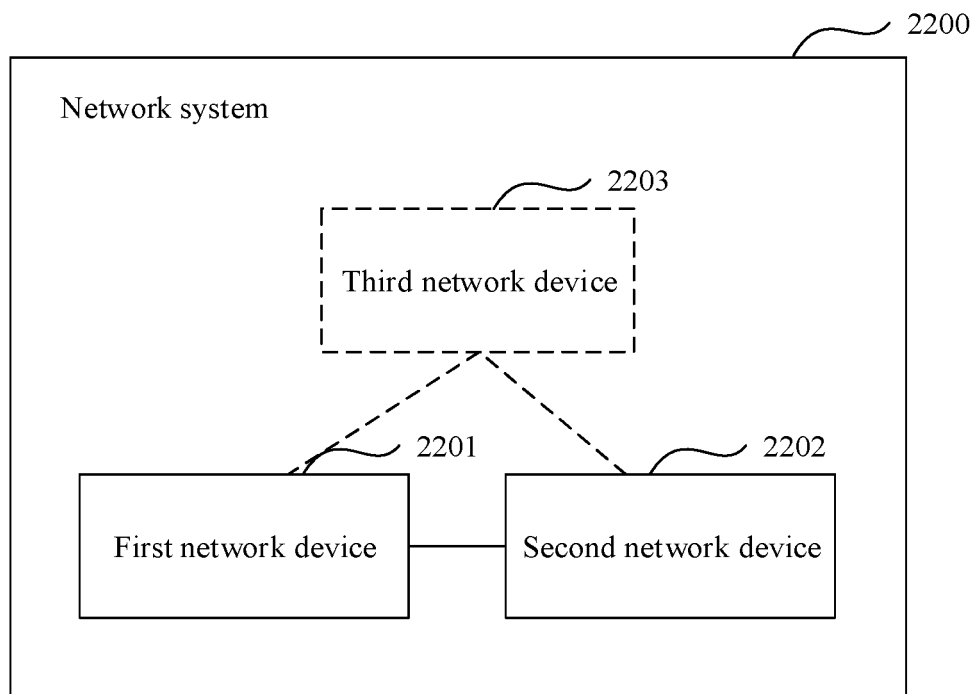 2200
Network system
2203
Third network device
2201
2202
First network device
Second network device